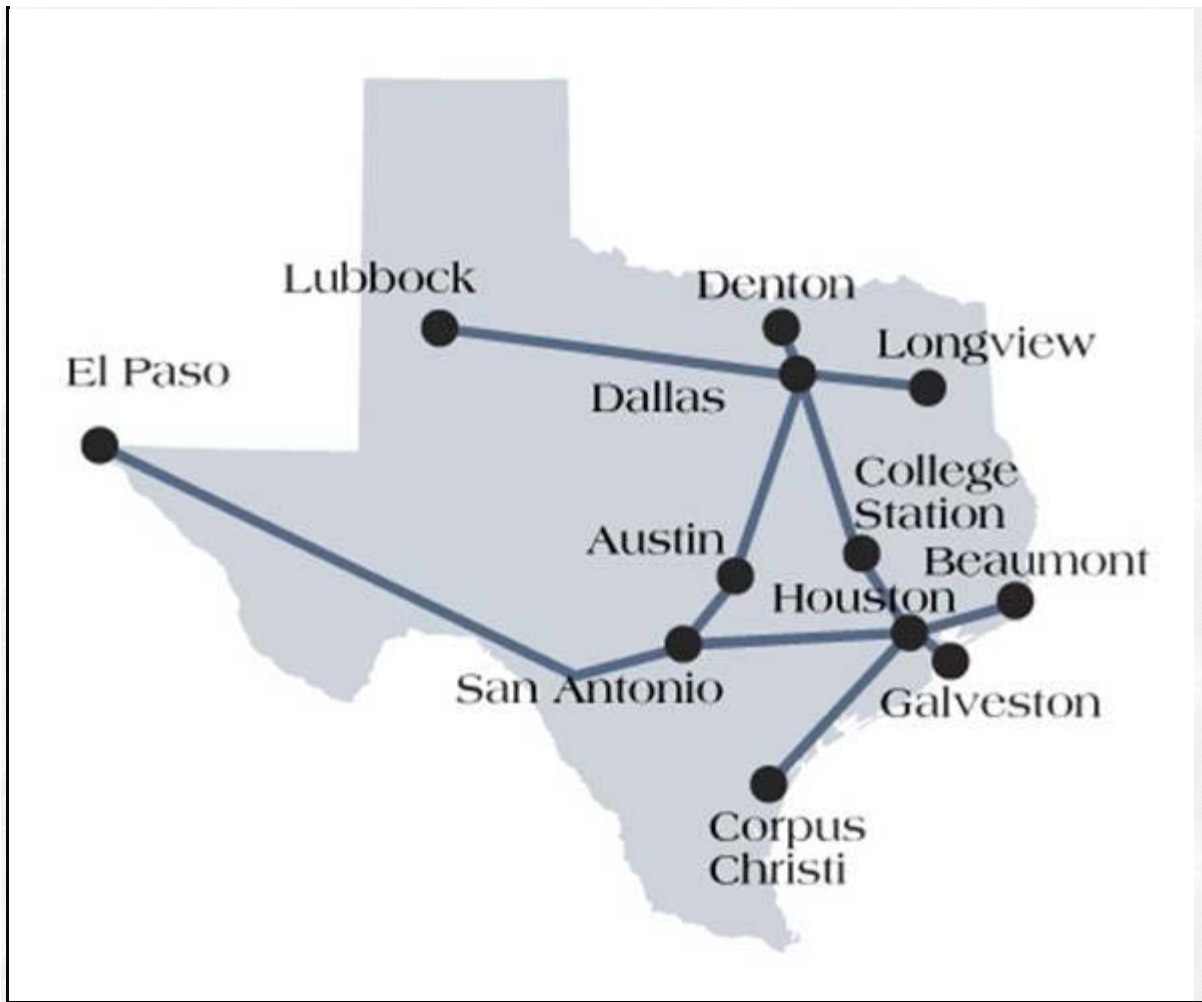 Lubbock
Denton
Longview
El Paso
Dallas
College
Station
Austin
Beaumont
Houston
San Antonio
Galveston
Corpus
Christi